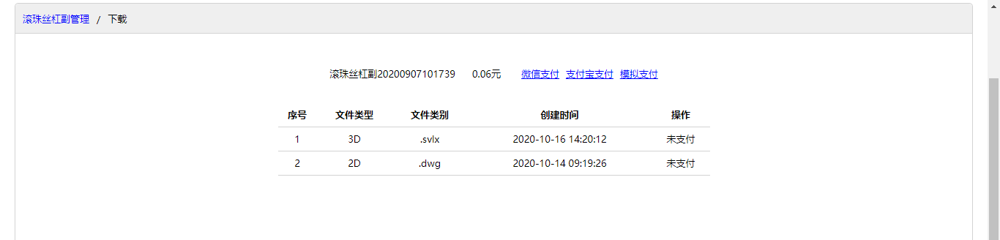 滚珠丝杠副管理 / 下载
滚珠丝杠副20200907101739 0.06元 微信支付 支付宝支付 模拟支付
序号 文件类型 文件类别 创建时间 操作
1 3D .svlx 2020-10-16 14:20:12 未支付
2 2D .dwg 2020-10-14 09:19:26 未支付